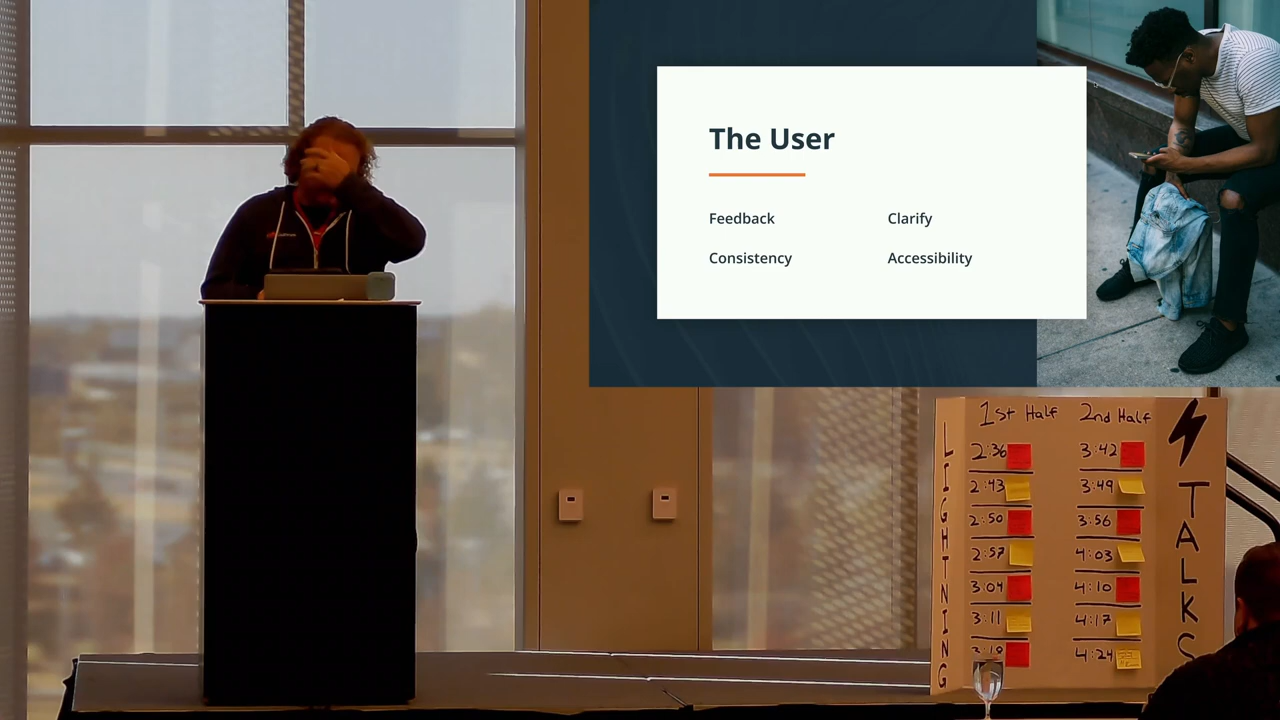 The User
Feedback
Clarify
Consistency
Accessibility
1st Half
2nd Half
2:36
3:42
2:43
3:49
2:50
3:56
2:57
4:03
3:04
4:10
3:11
4:17
4:24
LIGHTNING
TALKS